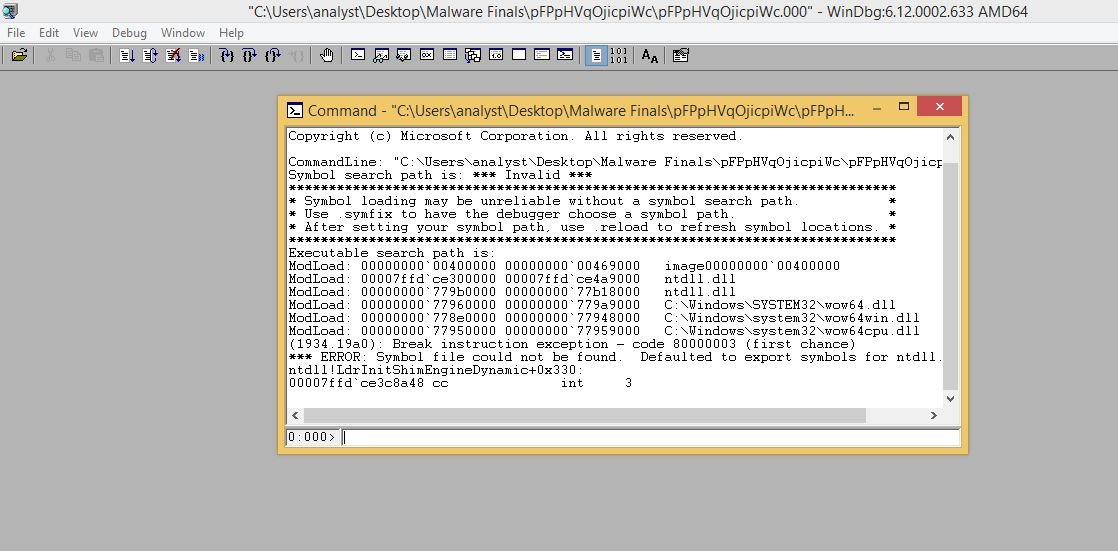 "C:\Users\analyst\Desktop\Malware Finals\pFPpHVqOjicpiWc\pFPpHVqOjicpiWc.000" - WinDbg:6.12.0002.633 AMD64
File Edit View Debug Window Help
101
101
AA
Command - "C:\Users\analyst\Desktop\Malware Finals\pFPpHVqOjicpiWc\pFPpH...
Copyright (c) Microsoft Corporation. All rights reserved.
CommandLine: "C:\Users\analyst\Desktop\Malware Finals\pFPpHVqOjicpiWc\pFPpHVqOjicp
Symbol search path is: *** Invalid ***
****************************************************************************
* Symbol loading may be unreliable without a symbol search path.           *
* Use .symfix to have the debugger choose a symbol path.                   *
* After setting your symbol path, use .reload to refresh symbol locations. *
****************************************************************************
Executable search path is:
ModLoad: 00000000`00400000 00000000`00469000   image00000000`00400000
ModLoad: 00007ffd`ce300000 00007ffd`ce4a9000   ntdll.dll
ModLoad: 00000000`779b0000 00000000`77b18000   ntdll.dll
ModLoad: 00000000`77960000 00000000`779a9000   C:\Windows\SYSTEM32\wow64.dll
ModLoad: 00000000`778e0000 00000000`77948000   C:\Windows\system32\wow64win.dll
ModLoad: 00000000`77950000 00000000`77959000   C:\Windows\system32\wow64cpu.dll
(1934.19a0): Break instruction exception - code 80000003 (first chance)
*** ERROR: Symbol file could not be found.  Defaulted to export symbols for ntdll.
ntdll!LdrInitShimEngineDynamic+0x330:
00007ffd`ce3c8a48 cc              int     3
0:000>